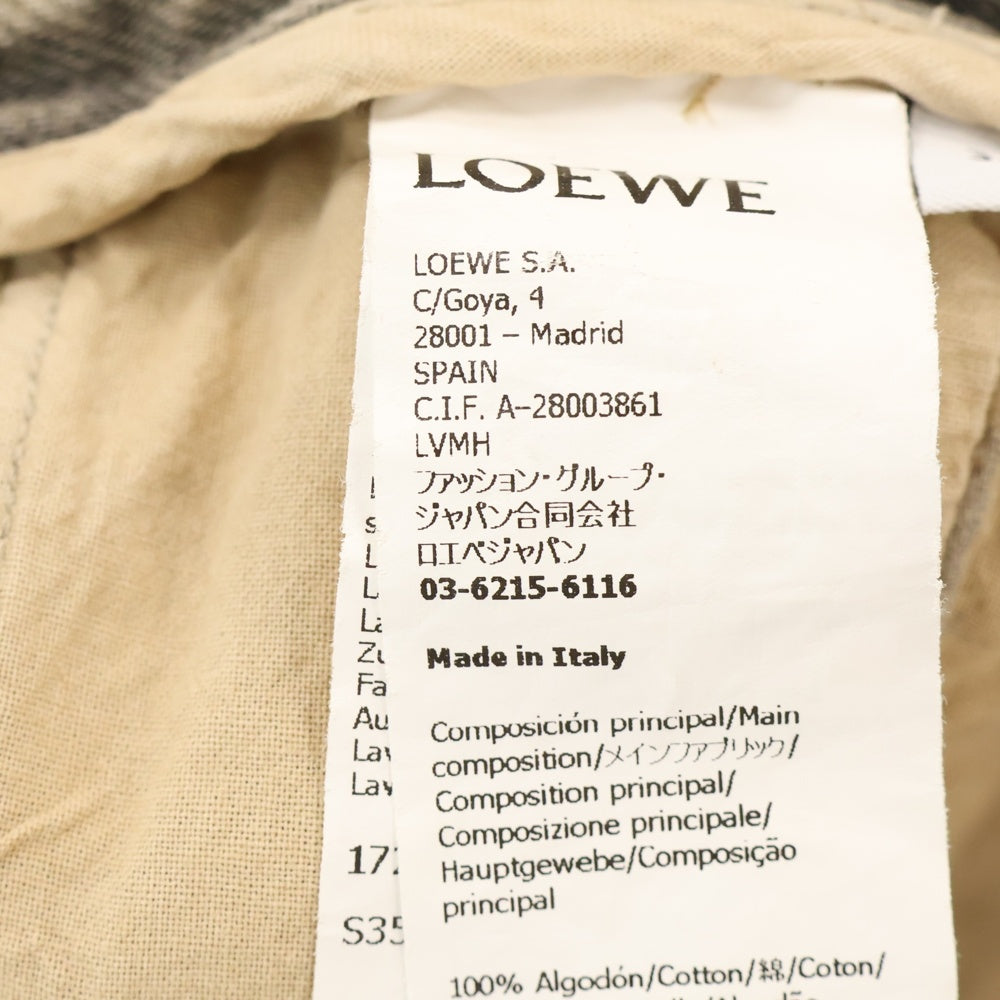 LOEWE
LOEWE S.A.
C/Goya, 4
28001 – Madrid
SPAIN
C.I.F. A-28003861
LVMH
ファッション・グループ・
ジャパン合同会社
ロエベジャパン
03-6215-6116
Made in Italy
Composición principal/Main
composition/メインファブリック/
Composition principal/
Composizione principale/
Hauptgewebe/Composição
principal
100% Algodón/Cotton/綿/Coton/